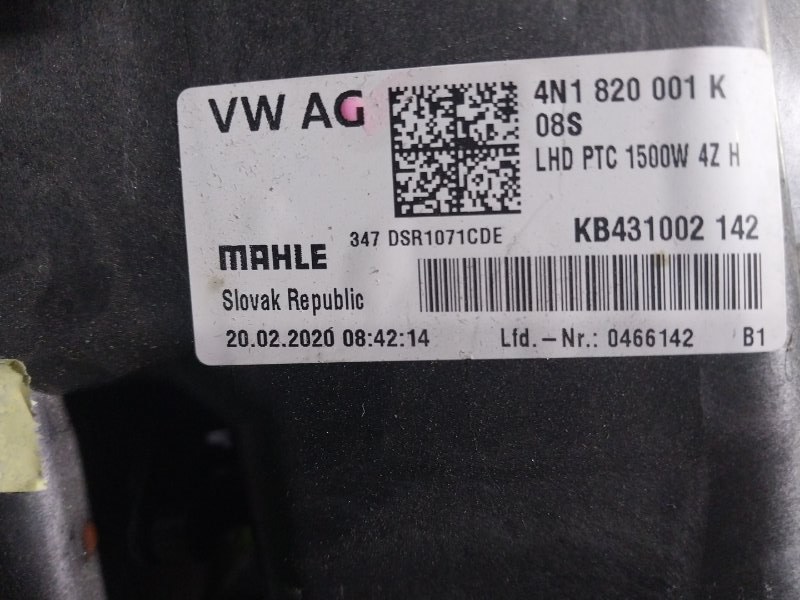 VW AG
4N1 820 001 K
08S
LHD PTC 1500W 4Z H
347 DSR1071CDE
KB431002 142
MAHLE
Slovak Republic
20.02.2020 08:42:14
Lfd.-Nr.: 0466142
B1